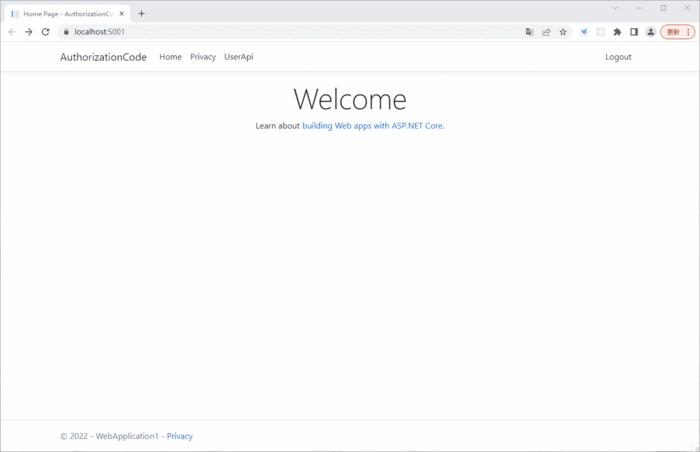 Home Page - AuthorizationC
localhost:5001
更新
AuthorizationCode Home Privacy UserApi Logout
Welcome
Learn about building Web apps with ASP.NET Core.
© 2022 - WebApplication1 - Privacy